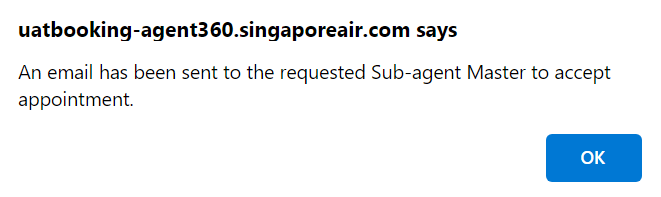 uatbooking-agent360.singaporeair.com says
An email has been sent to the requested Sub-agent Master to accept
appointment.
OK